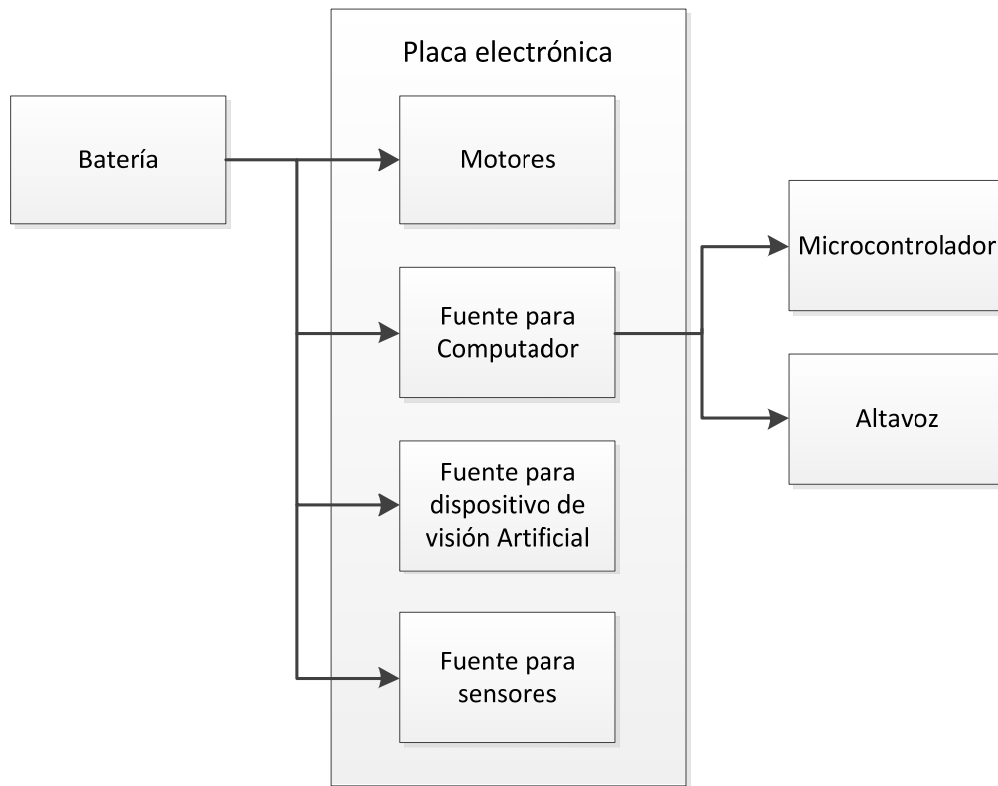 Placa electrónica
Batería
Motores
Microcontrolador
Fuente para
Computador
Altavoz
Fuente para
dispositivo de
visión Artificial
Fuente para
sensores